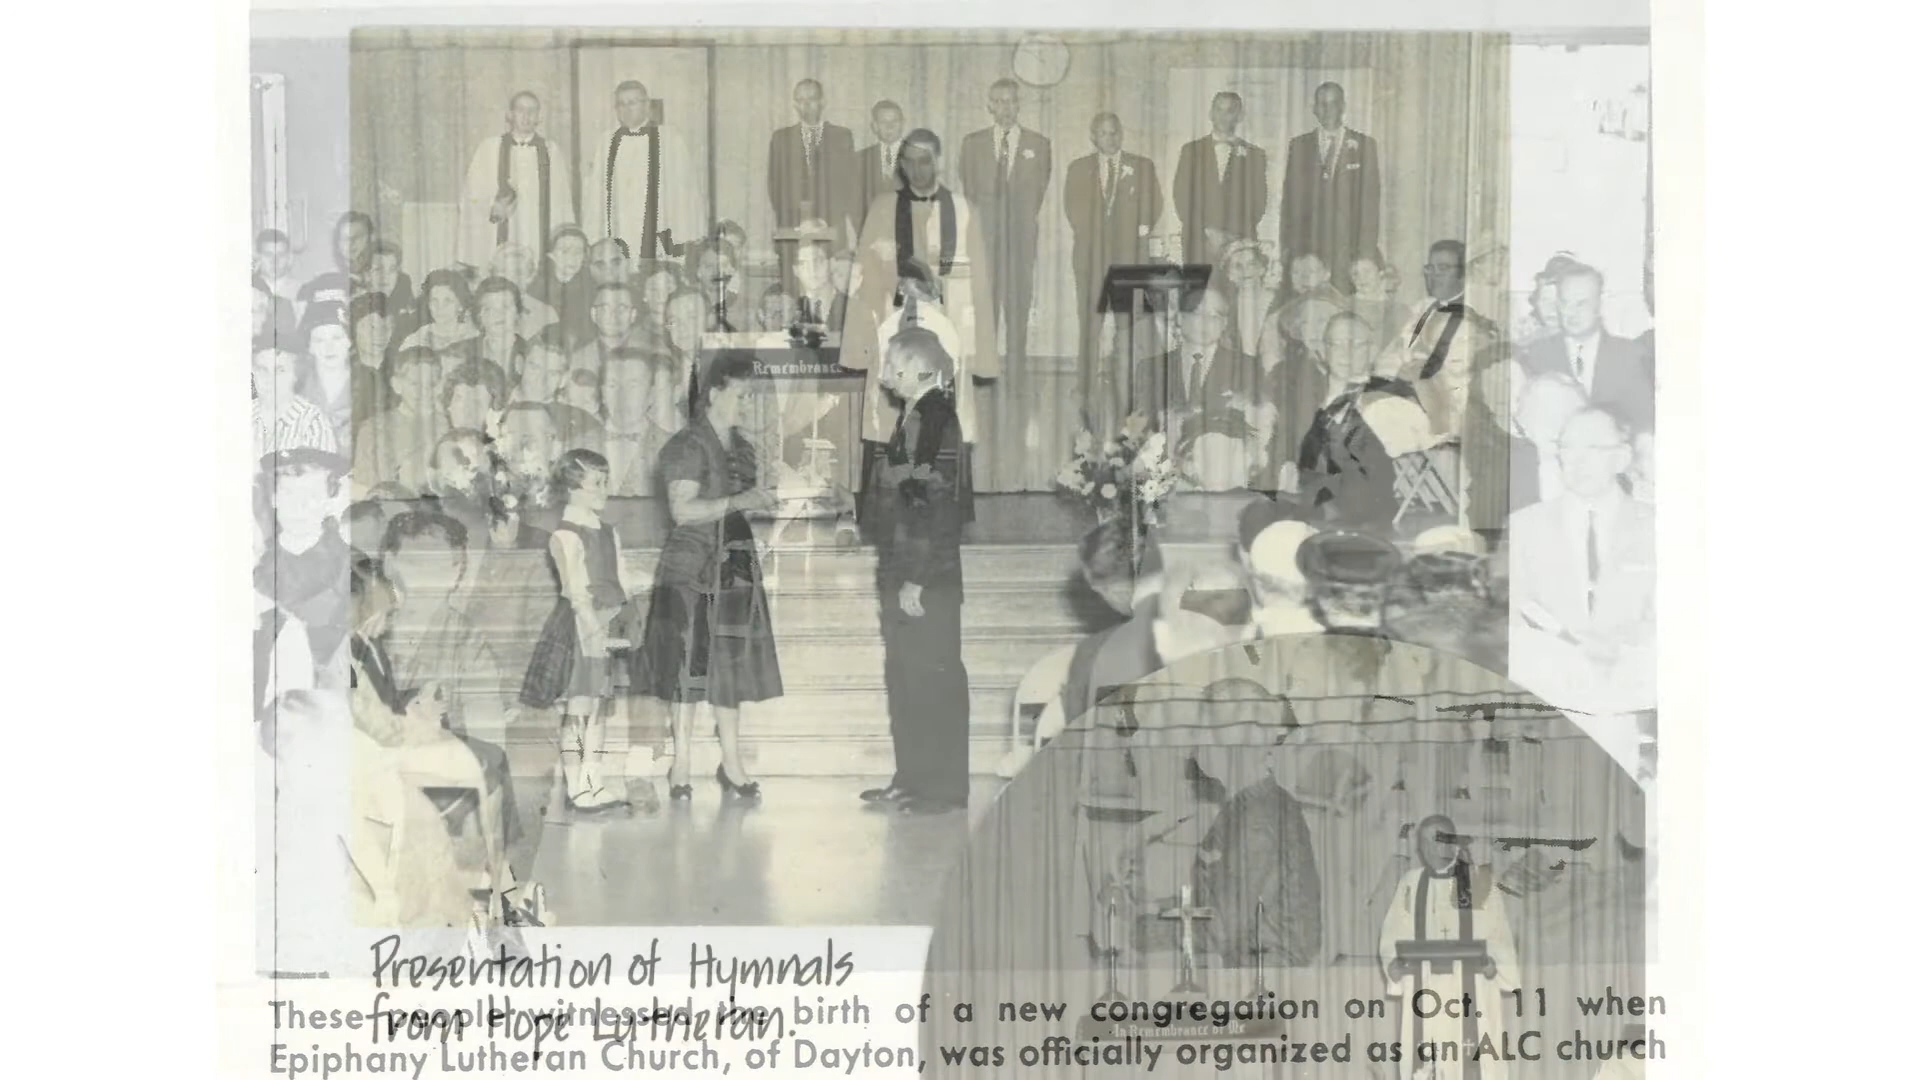 Remembrance
Presentation of Hymnals
from Hope Lutheran.
These people witnessed the birth of a new congregation on Oct. 11 when
Epiphany Lutheran Church, of Dayton, was officially organized as an ALC church
In Remembrance of Me